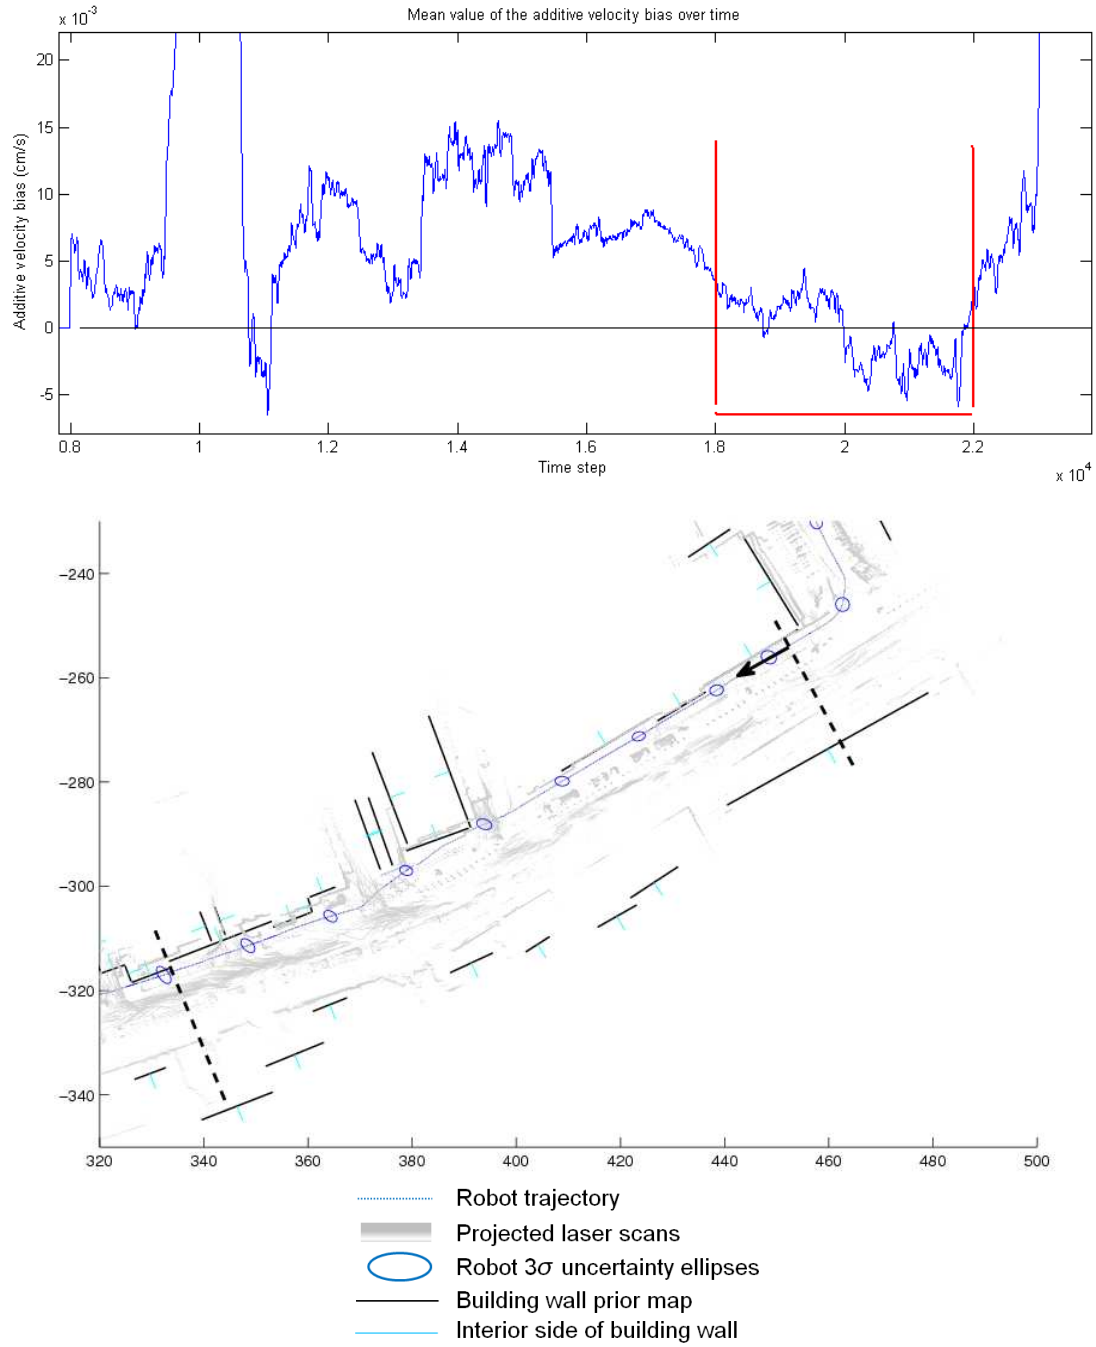 Mean value of the additive velocity bias over time
x 10-3
20
15
10
5
0
-5
Additive velocity bias (cm/s)
0.8 1 1.2 1.4 1.6 1.8 2 2.2
Time step
x 10 4
−240
−260
−280
−300
−320
−340
320 340 360 380 400 420 440 460 480 500
Robot trajectory
Projected laser scans
Robot 3σ uncertainty ellipses
Building wall prior map
Interior side of building wall